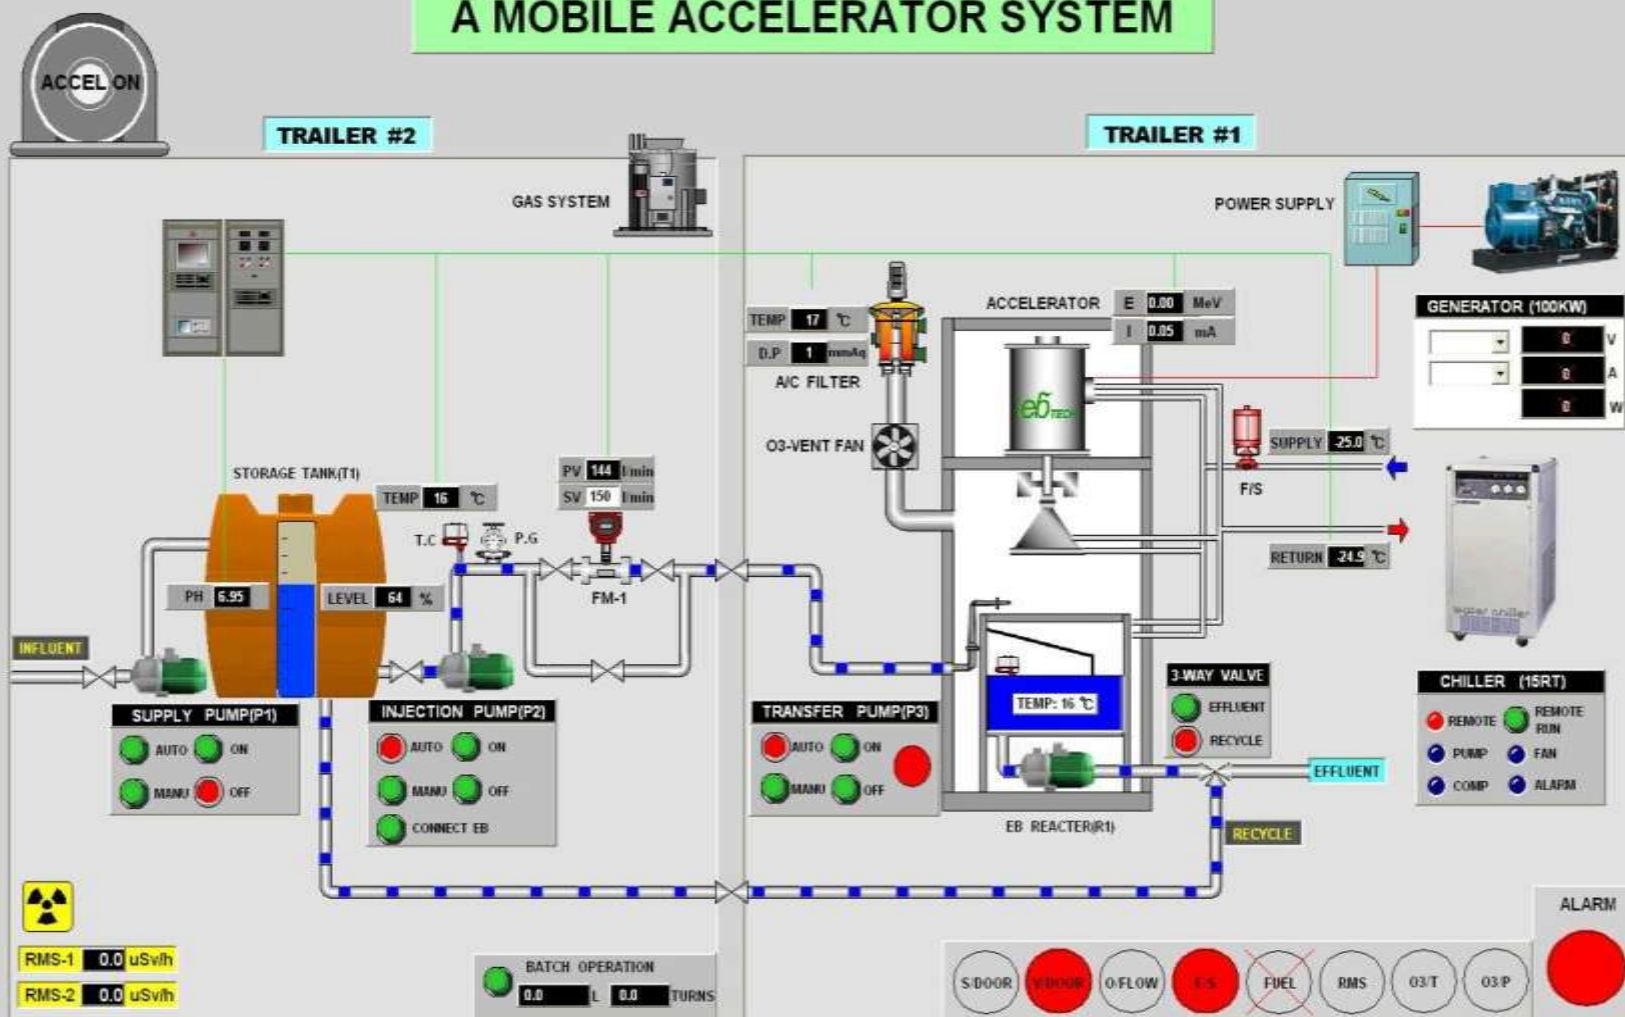 A MOBILE ACCELERATOR SYSTEM
ACCEL ON
TRAILER #2
TRAILER #1
GAS SYSTEM
POWER SUPPLY
GENERATOR (100KW)
0 V
0 A
0 W
ACCELERATOR
E 0.00 MeV
I 0.05 mA
TEMP 17 ℃
D.P 1 mmAq
A/C FILTER
O3-VENT FAN
eb TECH
SUPPLY -25.0 ℃
F/S
RETURN -24.9 ℃
water chiller
STORAGE TANK(T1)
TEMP 16 ℃
PV 144 l/min
SV 150 l/min
T.C
P.G
FM-1
PH 6.95
LEVEL 64 %
INFLUENT
SUPPLY PUMP(P1)
AUTO ON
MANU OFF
INJECTION PUMP(P2)
AUTO ON
MANU OFF
CONNECT EB
TRANSFER PUMP(P3)
AUTO ON
MANU OFF
TEMP: 16 ℃
3-WAY VALVE
EFFLUENT
RECYCLE
EFFLUENT
CHILLER (15RT)
REMOTE REMOTE RUN
PUMP FAN
COMP ALARM
EB REACTER(R1)
RECYCLE
RMS-1 0.0 uSv/h
RMS-2 0.0 uSv/h
BATCH OPERATION
0.0 L 0.0 TURNS
S/DOOR
O/FLOW
FUEL
RMS
O3/T
O3/P
ALARM